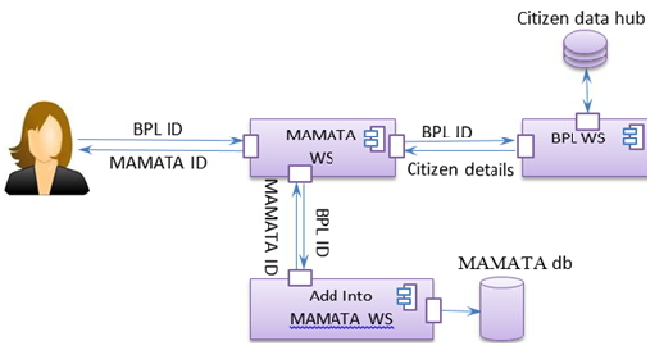 Citizen data hub
BPL ID
MAMATA ID
MAMATA
WS
BPL ID
Citizen details
BPL WS
MAMATA ID
BPL ID
MAMATA db
Add Into
MAMATA WS